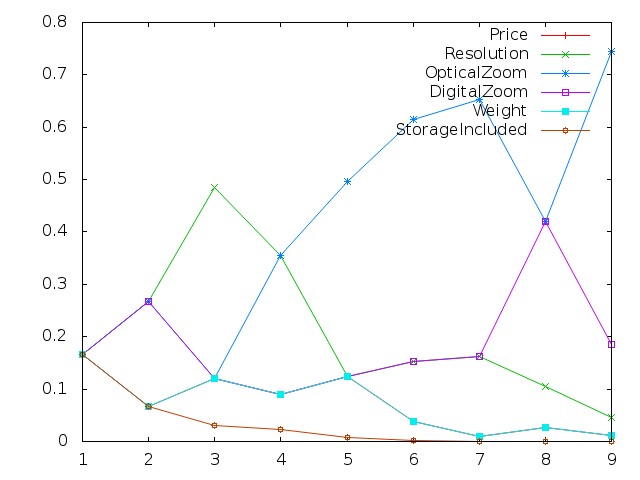 0.8
0.7
0.6
0.5
0.4
0.3
0.2
0.1
0
Price
Resolution
OpticalZoom
DigitalZoom
Weight
StorageIncluded
1 2 3 4 5 6 7 8 9